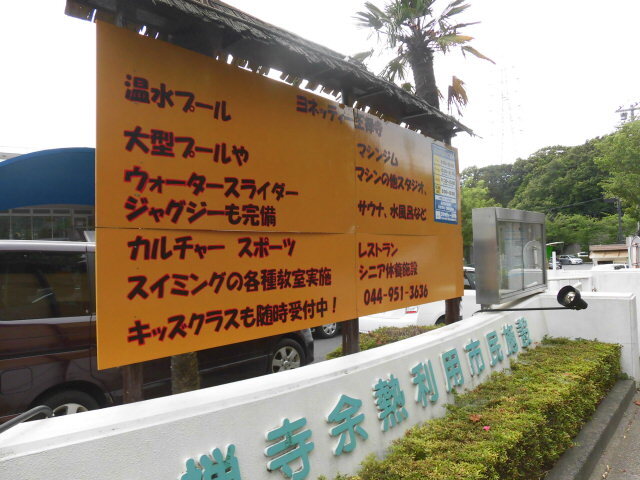 温水プール
大型プールや
ウォータースライダー
ジャグジーも完備
カルチャー スポーツ
スイミングの各種教室実施
キッズクラスも随時受付中!
ヨネッティー王禅寺
マシンジム
マシンの他スタジオ、
サウナ、水風呂など
レストラン
シニア休養施設
044-951-3636
禅寺余熱利用市民施設